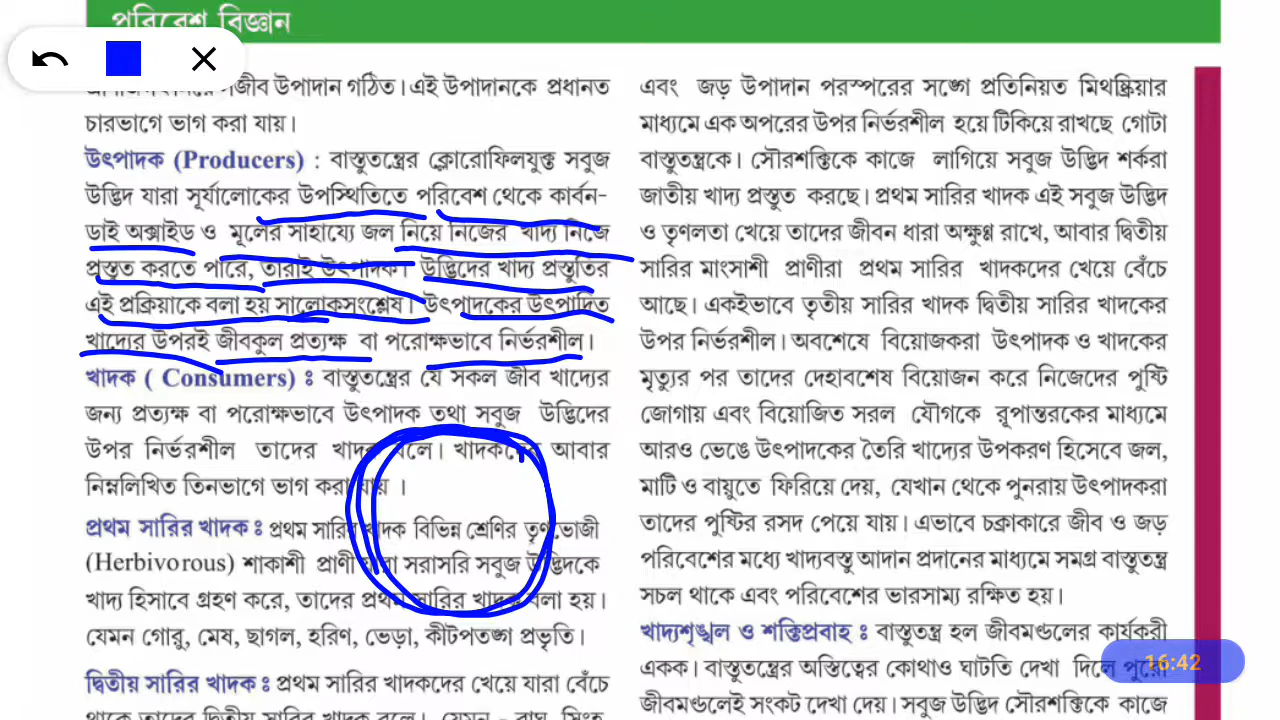 পরিবেশ বিজ্ঞান
সজীব উপাদান গঠিত। এই উপাদানকে প্রধানত
চারভাগে ভাগ করা যায়।
উৎপাদক (Producers) : বাস্তুতন্ত্রের ক্লোরোফিলযুক্ত সবুজ
উদ্ভিদ যারা সূর্যালোকের উপস্থিতিতে পরিবেশ থেকে কার্বন-
ডাই অক্সাইড ও মূলের সাহায্যে জল নিয়ে নিজের খাদ্য নিজে
প্রস্তুত করতে পারে, তারাই উৎপাদক। উদ্ভিদের খাদ্য প্রস্তুতির
এই প্রক্রিয়াকে বলা হয় সালোকসংশ্লেষ। উৎপাদকের উৎপাদিত
খাদ্যের উপরই জীবকুল প্রত্যক্ষ বা পরোক্ষভাবে নির্ভরশীল।
খাদক ( Consumers) : বাস্তুতন্ত্রের যে সকল জীব খাদ্যের
জন্য প্রত্যক্ষ বা পরোক্ষভাবে উৎপাদক তথা সবুজ উদ্ভিদের
উপর নির্ভরশীল তাদের খাদক বলে। খাদকদের আবার
নিম্নলিখিত তিনভাগে ভাগ করা যায় ।
প্রথম সারির খাদক : প্রথম সারির খাদক বিভিন্ন শ্রেণির তৃণভোজী
(Herbivorous) শাকাশী প্রাণী যারা সরাসরি সবুজ উদ্ভিদকে
খাদ্য হিসাবে গ্রহণ করে, তাদের প্রথম সারির খাদক বলা হয়।
যেমন গোরু, মেষ, ছাগল, হরিণ, ভেড়া, কীটপতঙ্গ প্রভৃতি।
দ্বিতীয় সারির খাদক : প্রথম সারির খাদকদের খেয়ে যারা বেঁচে
থাকে তাদের দ্বিতীয় সারির খাদক বলে। যেমন - বাঘ, সিংহ,
এবং জড় উপাদান পরস্পরের সঙ্গে প্রতিনিয়ত মিথষ্ক্রিয়ার
মাধ্যমে এক অপরের উপর নির্ভরশীল হয়ে টিকিয়ে রাখছে গোটা
বাস্তুতন্ত্রকে। সৌরশক্তিকে কাজে লাগিয়ে সবুজ উদ্ভিদ শর্করা
জাতীয় খাদ্য প্রস্তুত করছে। প্রথম সারির খাদক এই সবুজ উদ্ভিদ
ও তৃণলতা খেয়ে তাদের জীবন ধারা অক্ষুণ্ণ রাখে, আবার দ্বিতীয়
সারির মাংসাশী প্রাণীরা প্রথম সারির খাদকদের খেয়ে বেঁচে
আছে। একইভাবে তৃতীয় সারির খাদক দ্বিতীয় সারির খাদকের
উপর নির্ভরশীল। অবশেষে বিয়োজকরা উৎপাদক ও খাদকের
মৃত্যুর পর তাদের দেহাবশেষ বিয়োজন করে নিজেদের পুষ্টি
জোগায় এবং বিয়োজিত সরল যৌগকে রূপান্তরকের মাধ্যমে
আরও ভেঙে উৎপাদকের তৈরি খাদ্যের উপকরণ হিসেবে জল,
মাটি ও বায়ুতে ফিরিয়ে দেয়, যেখান থেকে পুনরায় উৎপাদকরা
তাদের পুষ্টির রসদ পেয়ে যায়। এভাবে চক্রাকারে জীব ও জড়
পরিবেশের মধ্যে খাদ্যবস্তু আদান প্রদানের মাধ্যমে সমগ্র বাস্তুতন্ত্র
সচল থাকে এবং পরিবেশের ভারসাম্য রক্ষিত হয়।
খাদ্যশৃঙ্খল ও শক্তিপ্রবাহ : বাস্তুতন্ত্র হল জীবমণ্ডলের কার্যকরী
একক। বাস্তুতন্ত্রের অস্তিত্বের কোথাও ঘাটতি দেখা দিলে পুরো
জীবমণ্ডলেই সংকট দেখা দেয়। সবুজ উদ্ভিদ সৌরশক্তিকে কাজে
16:42